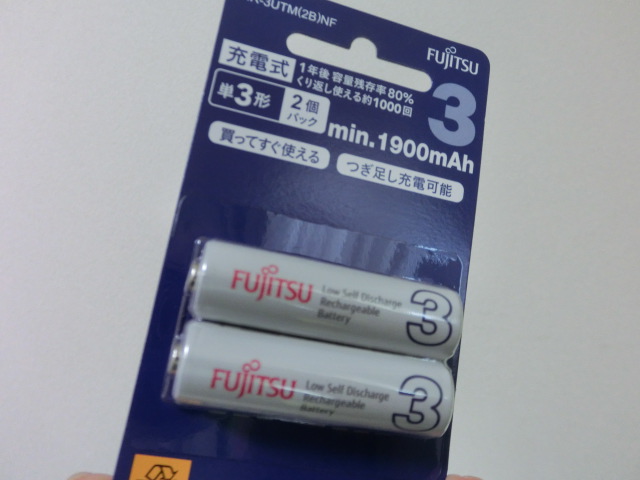 -3UTM(2B)NF
FUJITSU
充電式
1年後 容量残存率80%
くり返し使える約1000回
3
単3形
2個
パック
min.1900mAh
買ってすぐ使える
つぎ足し充電可能
FUJITSU
Low Self Discharge
Rechargeable
Battery
3
FUJITSU
Low Self Discharge
Rechargeable
Battery
3